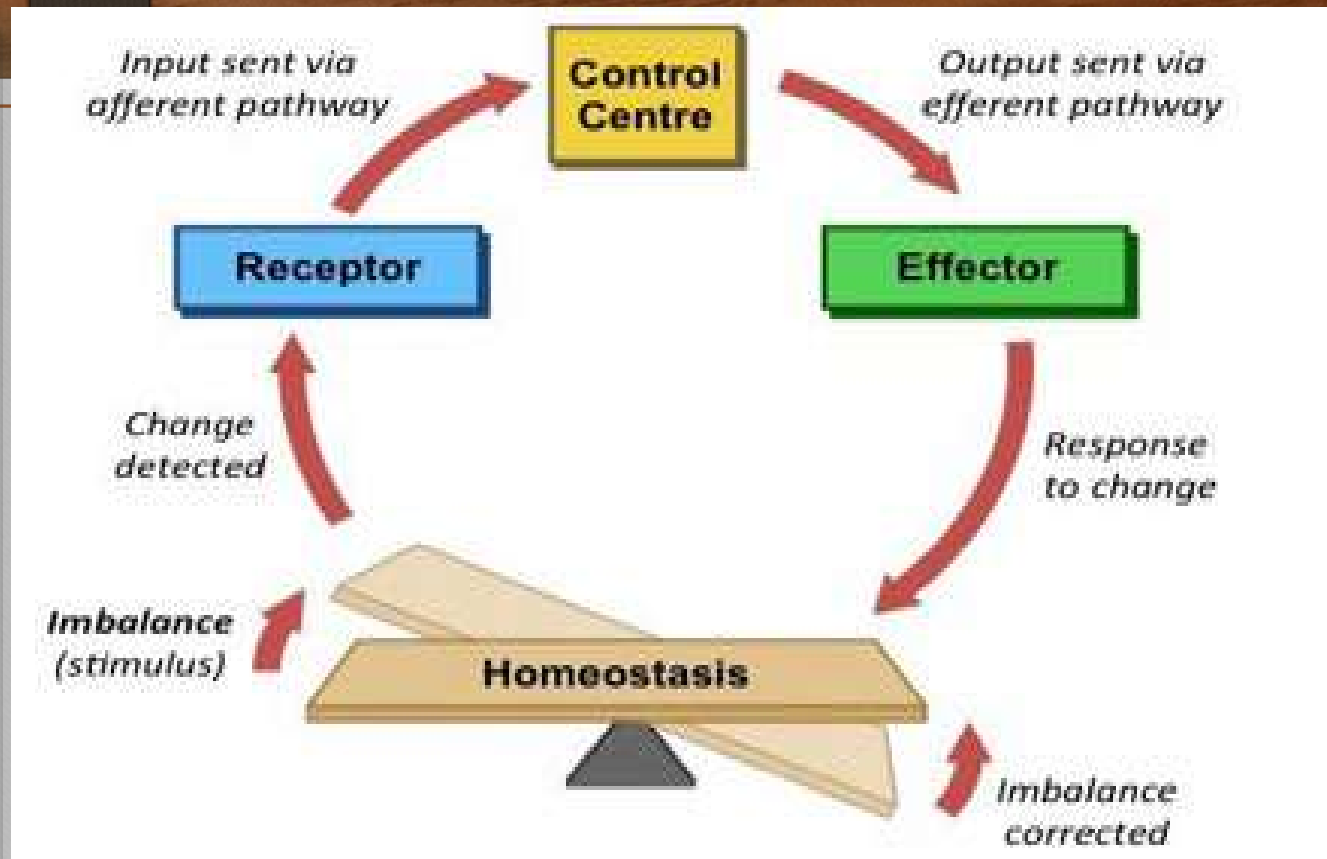 Input sent via
afferent pathway
Control
Centre
Output sent via
efferent pathway
Receptor
Effector
Change
detected
Response
to change
Imbalance
(stimulus)
Homeostasis
Imbalance
corrected